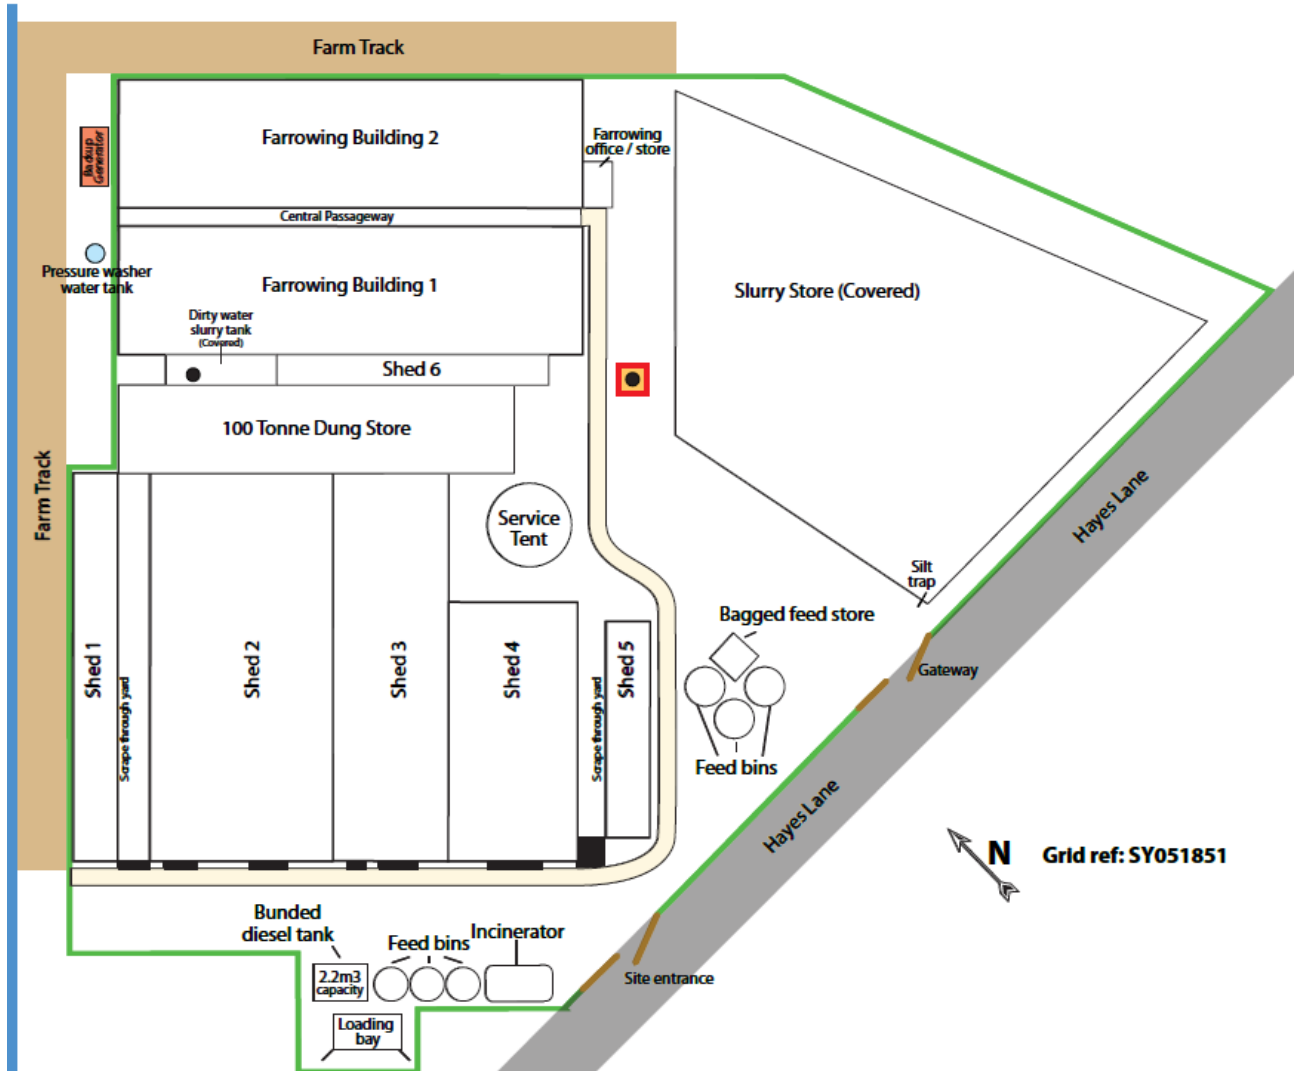 Farm Track
Farrowing Building 2
Farrowing
office / store
Backup
Generator
Central Passageway
Pressure washer
water tank
Farrowing Building 1
Slurry Store (Covered)
Dirty water
slurry tank
(Covered)
Shed 6
100 Tonne Dung Store
Farm Track
Hayes Lane
Service
Tent
Silt
trap
Bagged feed store
Shed 1
Scrape through yard
Shed 2
Shed 3
Shed 4
Scrape through yard
Shed 5
Gateway
Feed bins
Hayes Lane
N
Grid ref: SY051851
Bunded
diesel tank
Feed bins
Incinerator
2.2m3
capacity
Site entrance
Loading
bay